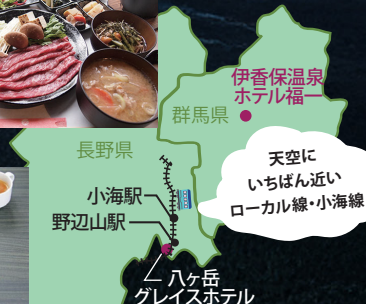 伊香保温泉
ホテル福一
群馬県
長野県
天空に
いちばん近い
ローカル線・小海線
小海駅
野辺山駅
八ヶ岳
グレイスホテル